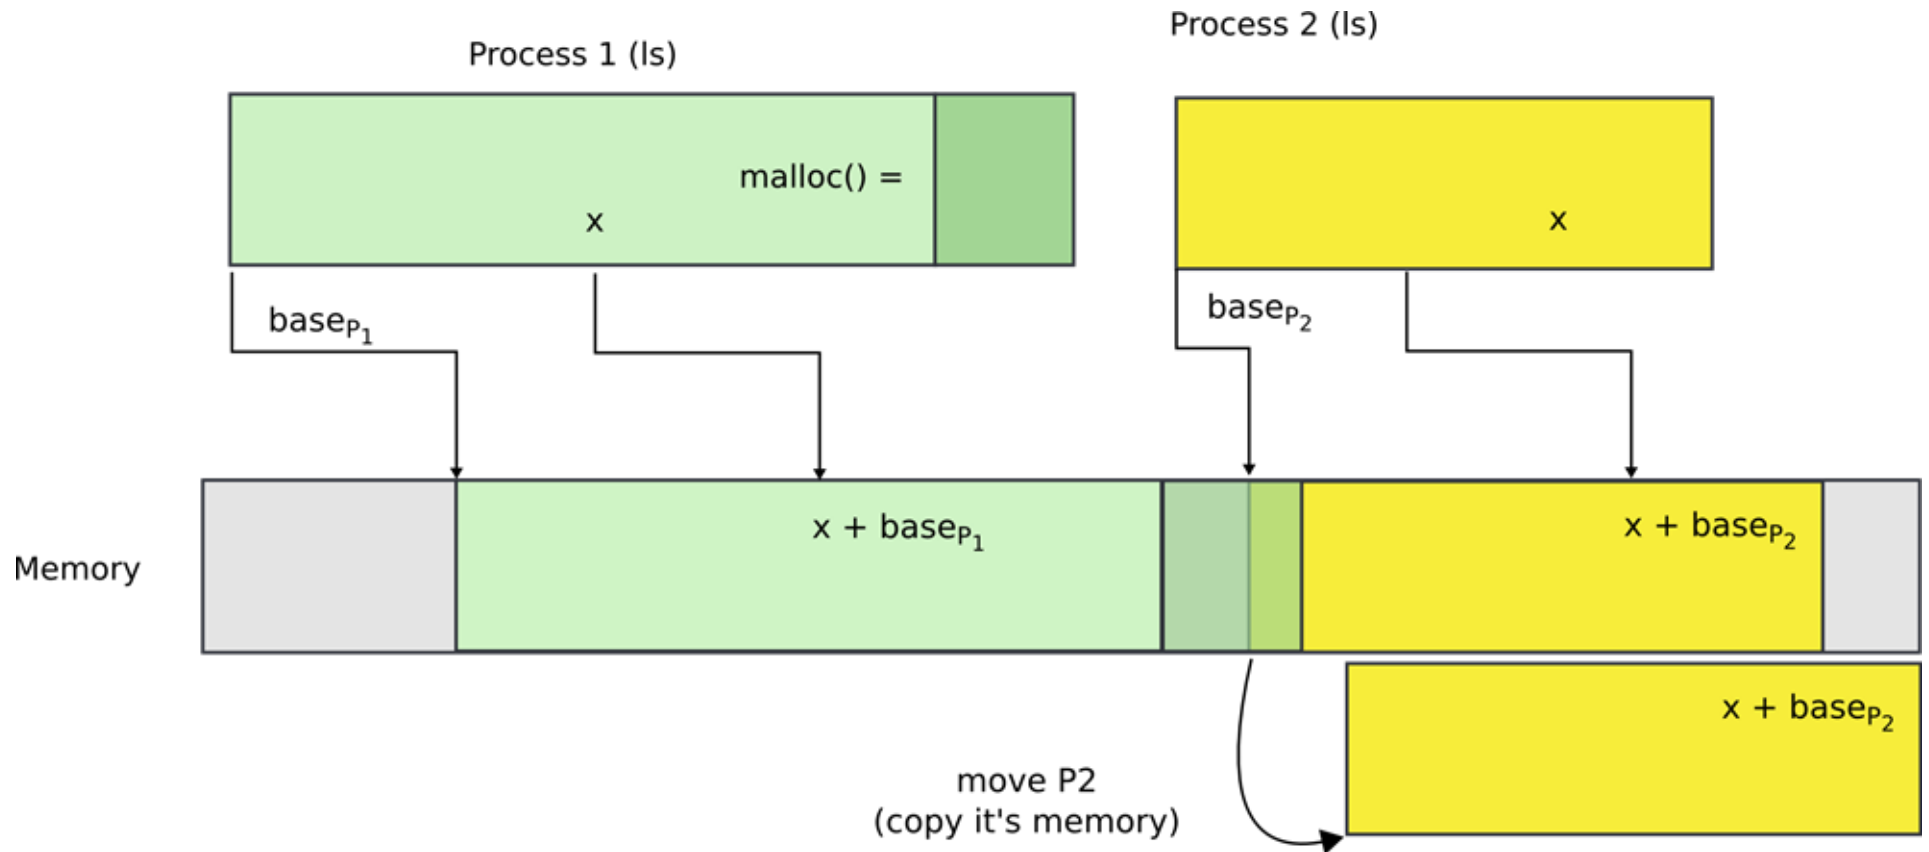 Process 1 (ls)
Process 2 (ls)
malloc() =
x
x
baseP1
baseP2
x + baseP1
x + baseP2
Memory
x + baseP2
move P2
(copy it's memory)